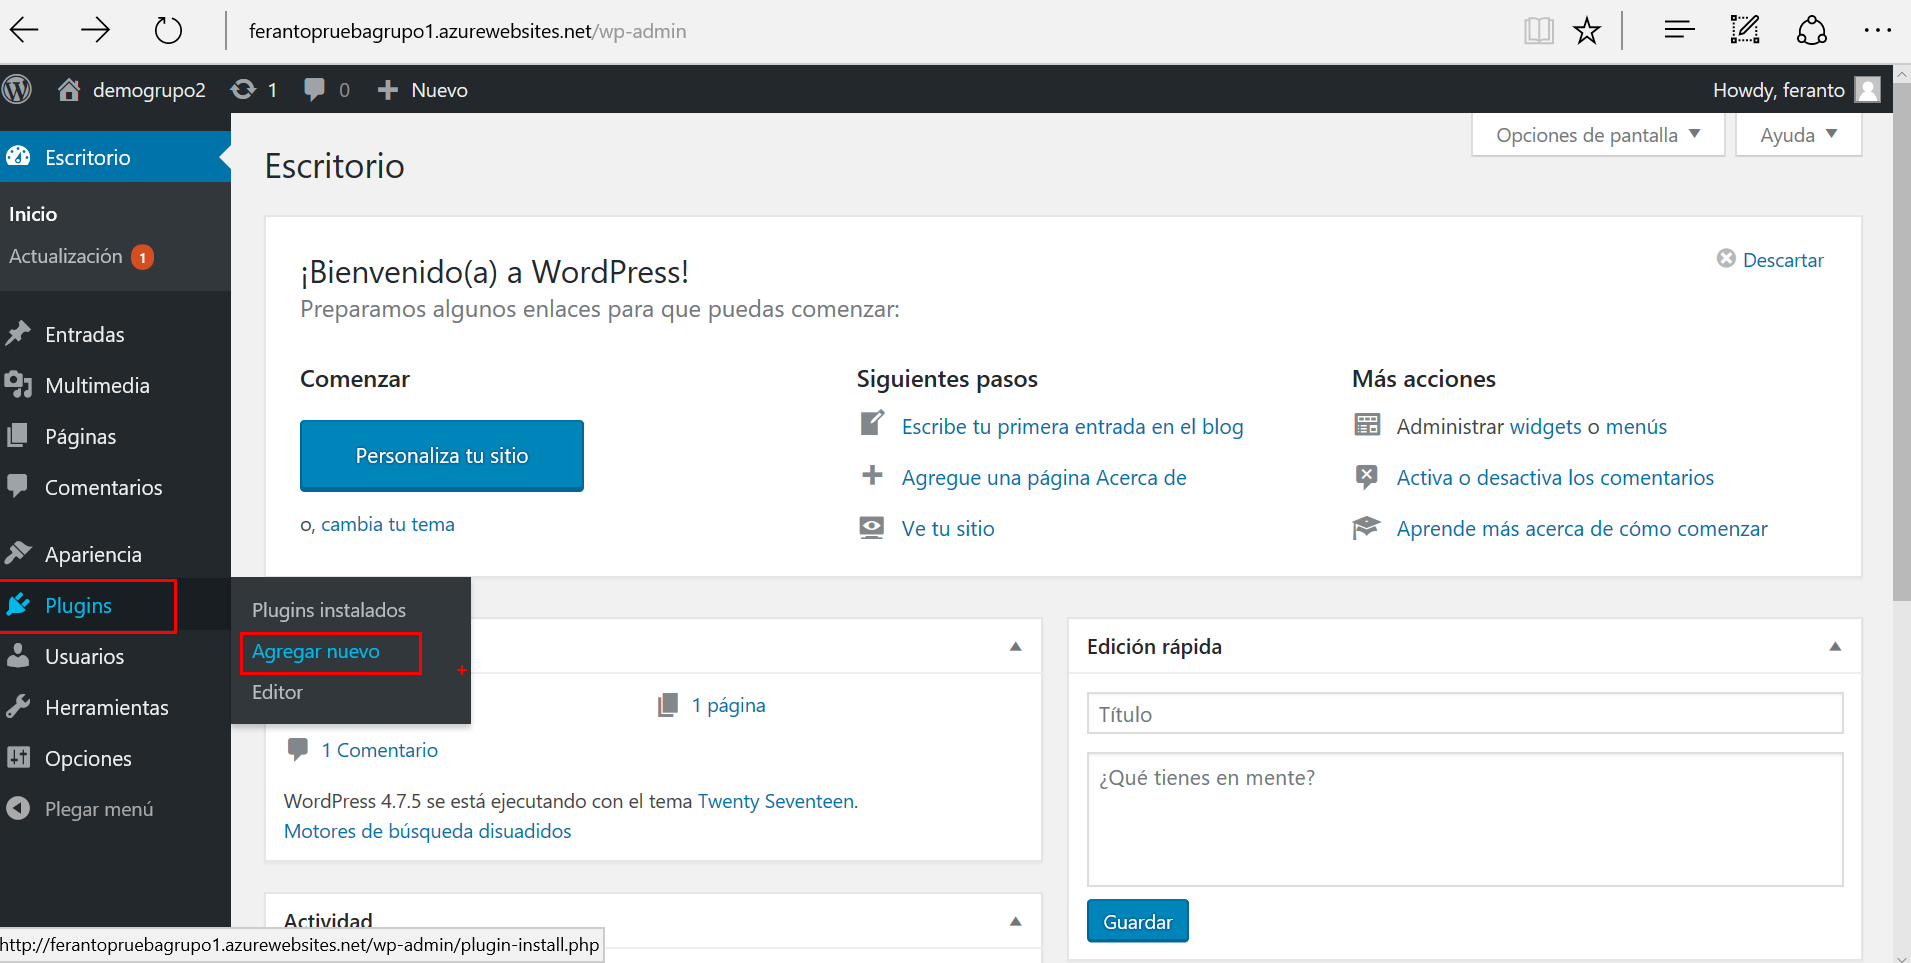 ferantopruebagrupo1.azurewebsites.net/wp-admin
demogrupo2
1
0
Nuevo
Howdy, feranto
Opciones de pantalla
Ayuda
Escritorio
Inicio
Actualización 1
Entradas
Multimedia
Páginas
Comentarios
Apariencia
Plugins
Usuarios
Herramientas
Opciones
Plegar menú
Plugins instalados
Agregar nuevo
Editor
Escritorio
¡Bienvenido(a) a WordPress!
Descartar
Preparamos algunos enlaces para que puedas comenzar:
Comenzar
Personaliza tu sitio
o, cambia tu tema
Siguientes pasos
Escribe tu primera entrada en el blog
Agregue una página Acerca de
Ve tu sitio
Más acciones
Administrar widgets o menús
Activa o desactiva los comentarios
Aprende más acerca de cómo comenzar
1 página
1 Comentario
WordPress 4.7.5 se está ejecutando con el tema Twenty Seventeen.
Motores de búsqueda disuadidos
Actividad
Edición rápida
Título
¿Qué tienes en mente?
Guardar
http://ferantopruebagrupo1.azurewebsites.net/wp-admin/plugin-install.php